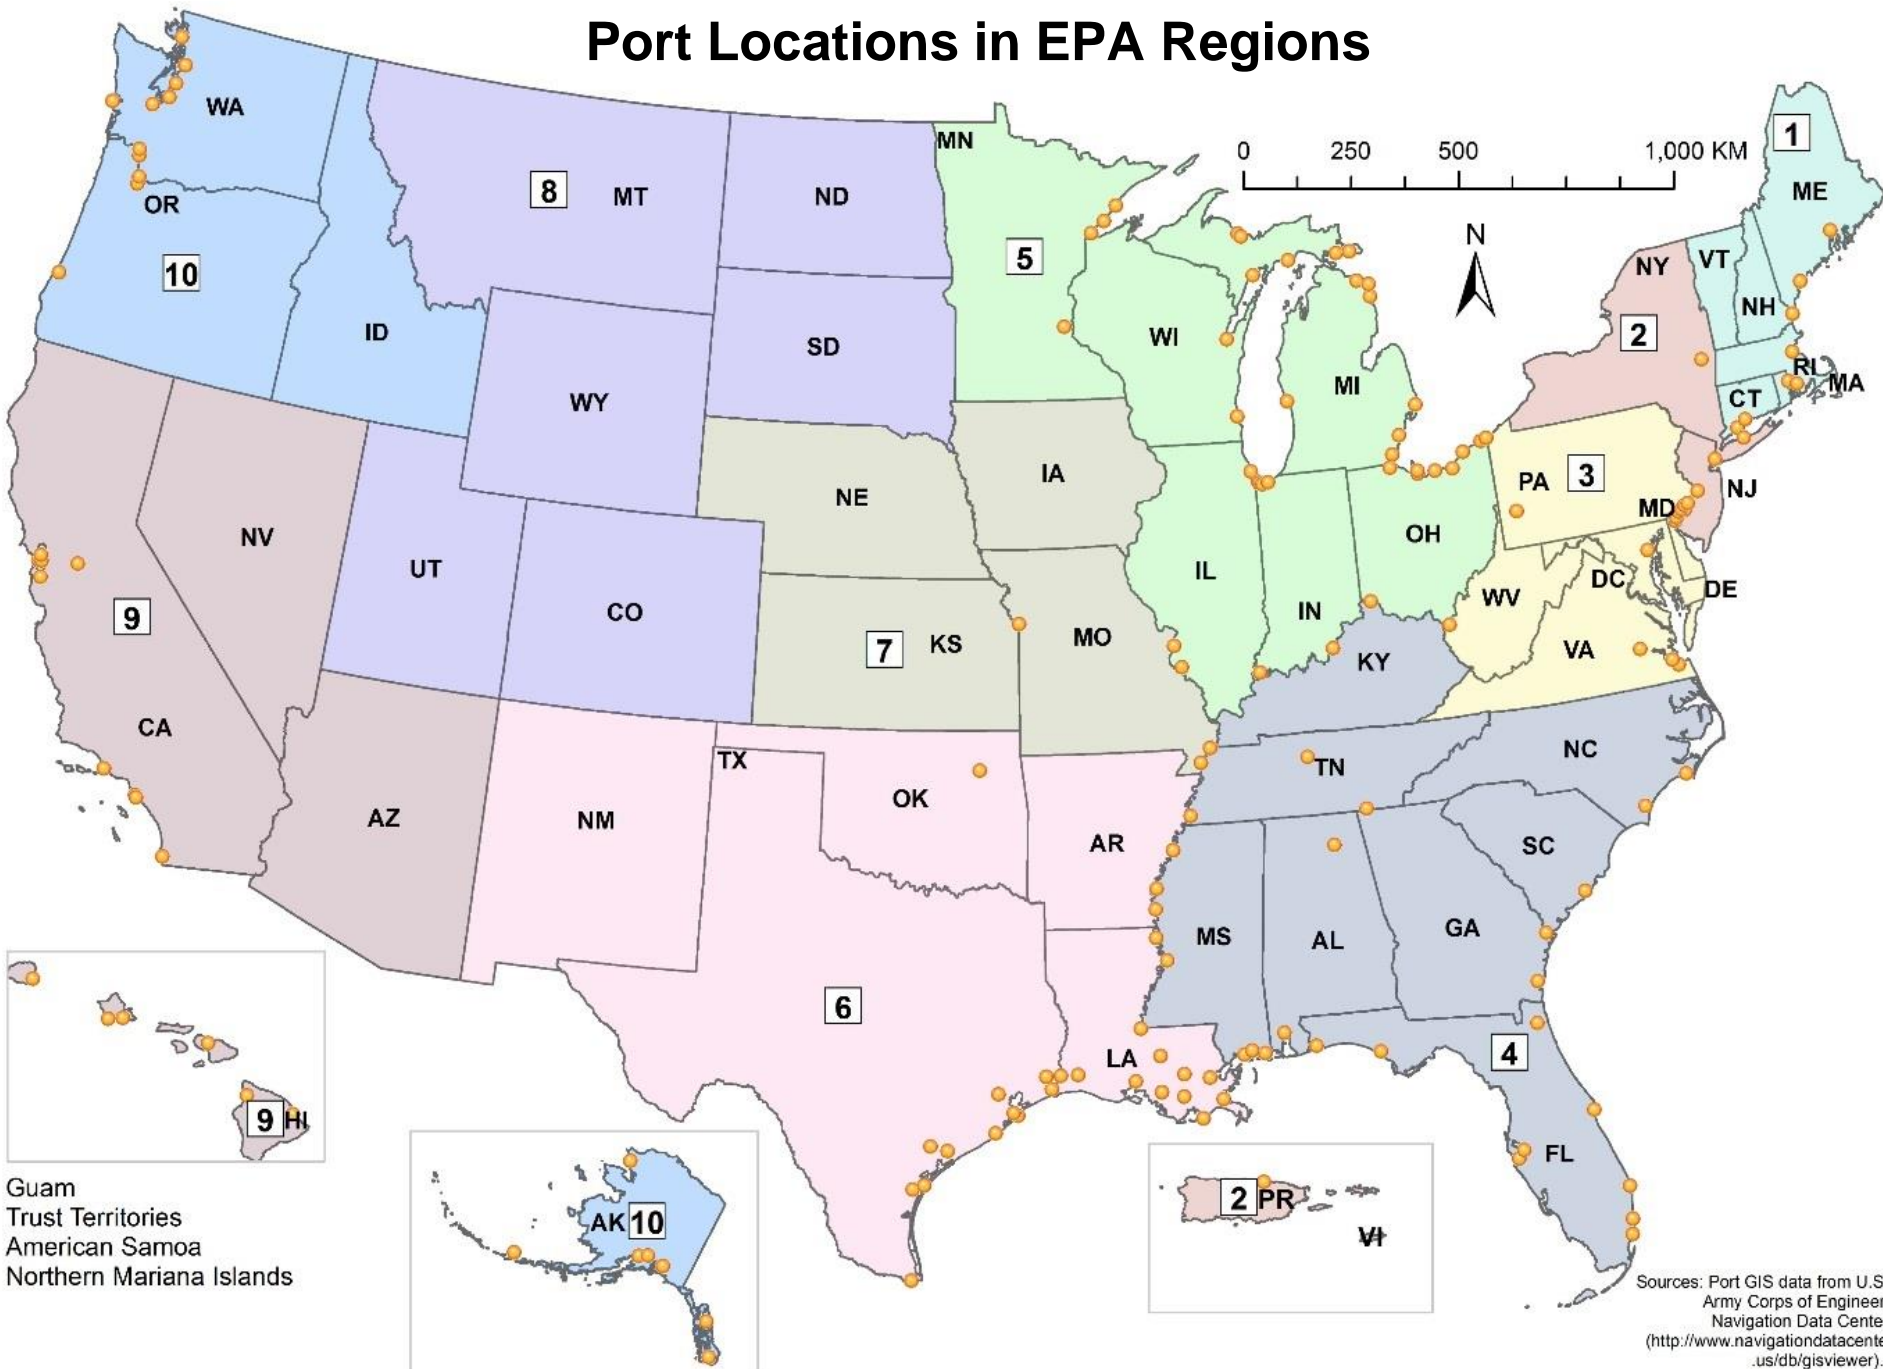 Port Locations in EPA Regions
0 250 500 1,000 KM
N
WA
OR
10
ID
8
MT
ND
SD
WY
UT
CO
MN
5
WI
MI
IL
IN
OH
1
ME
VT
NH
RI
MA
CT
NY
2
NJ
PA
3
MD
DC
DE
WV
VA
NE
IA
7
KS
MO
NV
9
CA
AZ
TX
NM
OK
AR
6
LA
KY
TN
NC
SC
MS
AL
GA
4
FL
9 HI
Guam
Trust Territories
American Samoa
Northern Mariana Islands
AK 10
2 PR
VI
Sources: Port GIS data from U.S
Army Corps of Engineer
Navigation Data Cente
(http://www.navigationdatacente
.us/db/gisviewer).